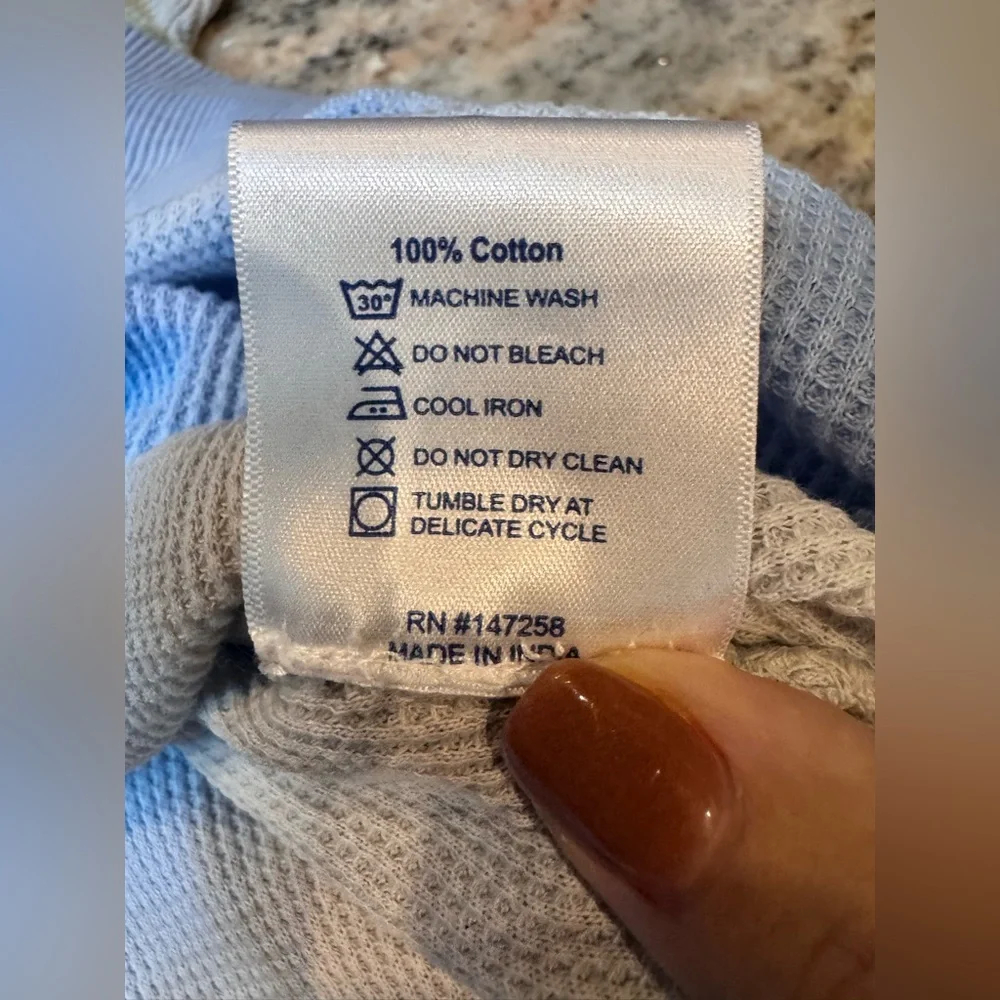 100% Cotton
30° MACHINE WASH
DO NOT BLEACH
COOL IRON
DO NOT DRY CLEAN
TUMBLE DRY AT
DELICATE CYCLE
RN #147258
MADE IN INDIA